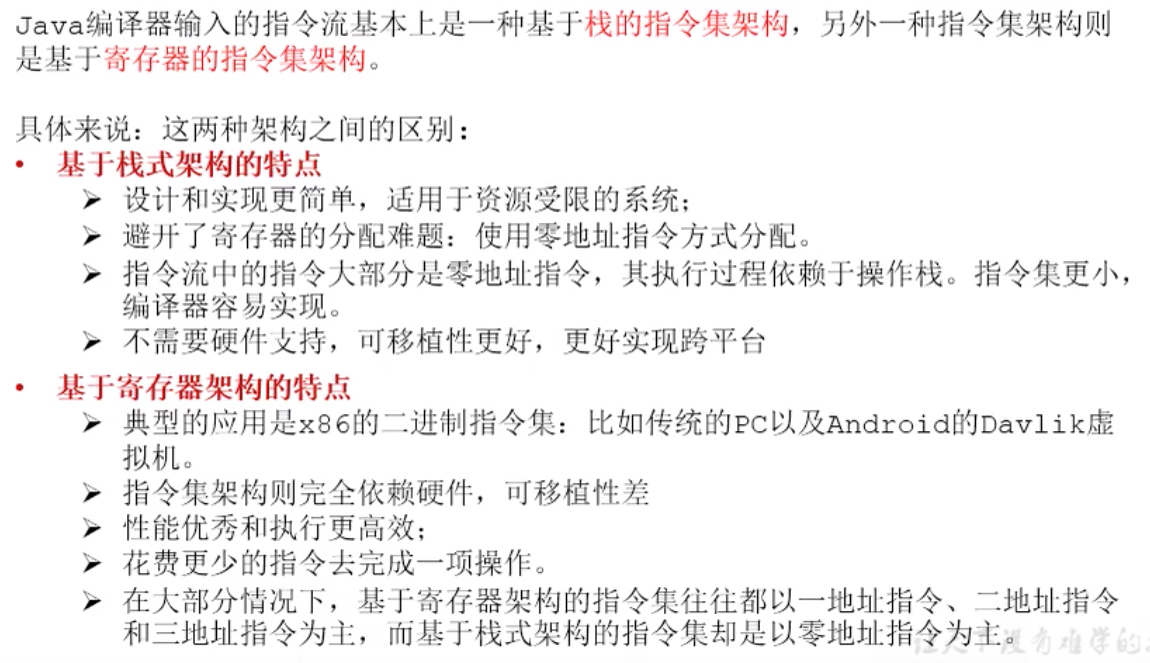 Java编译器输入的指令流基本上是一种基于栈的指令集架构，另外一种指令集架构则
是基于寄存器的指令集架构。
具体来说：这两种架构之间的区别：
• 基于栈式架构的特点
➢ 设计和实现更简单，适用于资源受限的系统；
➢ 避开了寄存器的分配难题：使用零地址指令方式分配。
➢ 指令流中的指令大部分是零地址指令，其执行过程依赖于操作栈。指令集更小，
编译器容易实现。
➢ 不需要硬件支持，可移植性更好，更好实现跨平台
• 基于寄存器架构的特点
➢ 典型的应用是x86的二进制指令集：比如传统的PC以及Android的Davlik虚
拟机。
➢ 指令集架构则完全依赖硬件，可移植性差
➢ 性能优秀和执行更高效；
➢ 花费更少的指令去完成一项操作。
➢ 在大部分情况下，基于寄存器架构的指令集往往都以一地址指令、二地址指令
和三地址指令为主，而基于栈式架构的指令集却是以零地址指令为主。
没有难学的